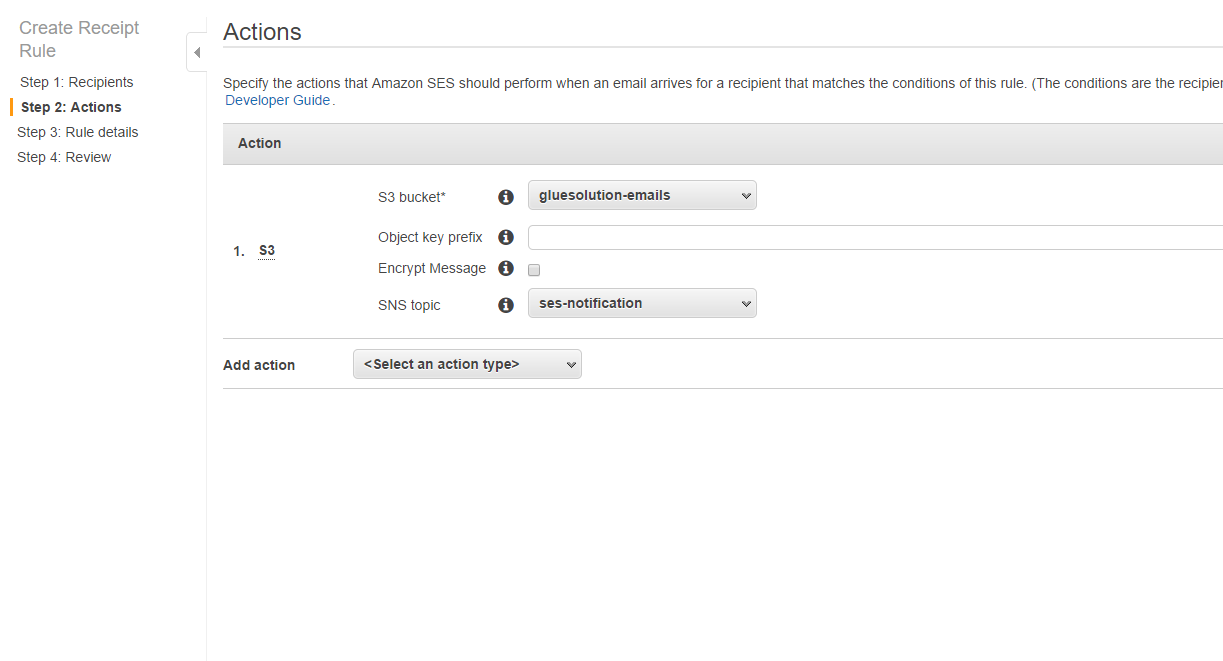 Create Receipt
Rule
Step 1: Recipients
Step 2: Actions
Step 3: Rule details
Step 4: Review
Actions
Specify the actions that Amazon SES should perform when an email arrives for a recipient that matches the conditions of this rule. (The conditions are the
Developer Guide.
Action
1. S3
S3 bucket* gluesolution-emails
Object key prefix
Encrypt Message
SNS topic ses-notification
Add action <Select an action type>